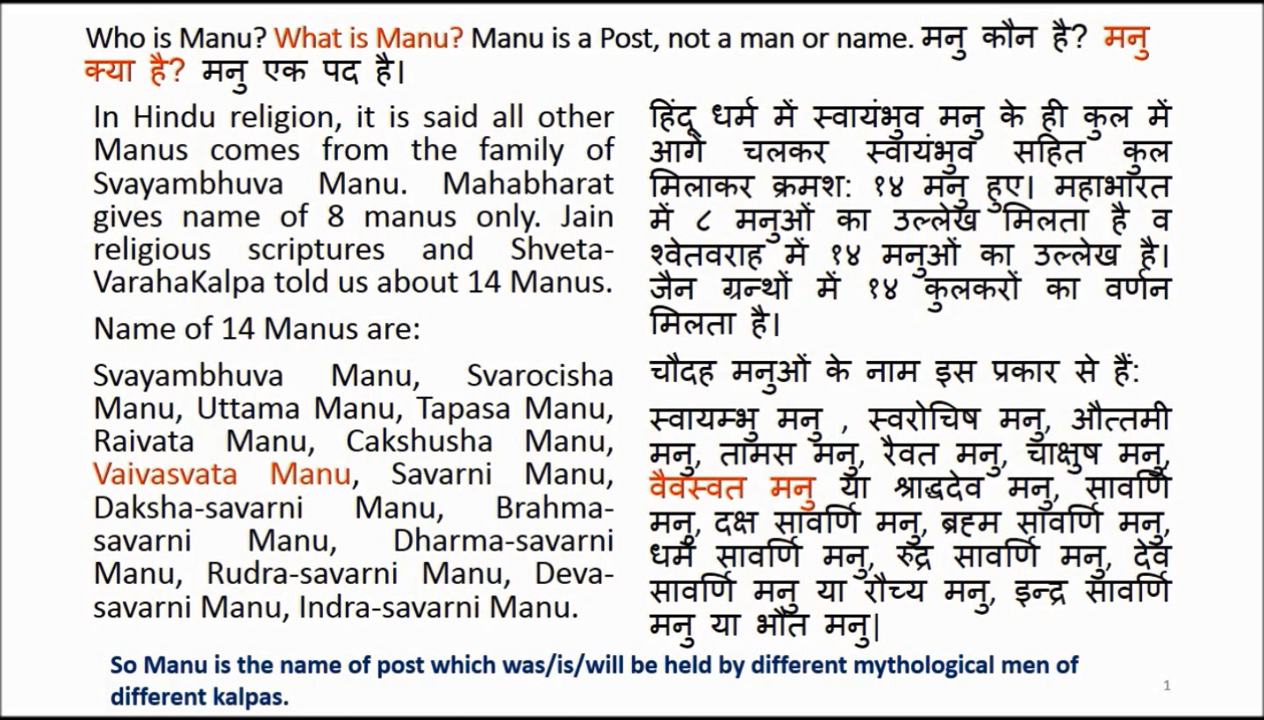 Who is Manu? What is Manu? Manu is a Post, not a man or name. मनु कौन है? मनु
क्या है? मनु एक पद है।
In Hindu religion, it is said all other
Manus comes from the family of
Svayambhuva Manu. Mahabharat
gives name of 8 manus only. Jain
religious scriptures and Shveta-
VarahaKalpa told us about 14 Manus.
Name of 14 Manus are:
Svayambhuva Manu, Svarocisha
Manu, Uttama Manu, Tapasa Manu,
Raivata Manu, Cakshusha Manu,
Vaivasvata Manu, Savarni Manu,
Daksha-savarni Manu, Brahma-
savarni Manu, Dharma-savarni
Manu, Rudra-savarni Manu, Deva-
savarni Manu, Indra-savarni Manu.
हिंदू धर्म में स्वायंभुव मनु के ही कुल में
आगे चलकर स्वायंभुव सहित कुल
मिलाकर क्रमश: १४ मनु हुए। महाभारत
में ८ मनुओं का उल्लेख मिलता है व
श्वेतवराह में १४ मनुओं का उल्लेख है।
जैन ग्रन्थों में १४ कुलकरों का वर्णन
मिलता है।
चौदह मनुओं के नाम इस प्रकार से हैं:
स्वायम्भु मनु , स्वरोचिष मनु, औत्तमी
मनु, तामस मनु, रैवत मनु, चाक्षुष मनु,
वैवस्वत मनु या श्राद्धदेव मनु, सावर्णि
मनु, दक्ष सावर्णि मनु, ब्रह्म सावर्णि मनु,
धर्म सावर्णि मनु, रुद्र सावर्णि मनु, देव
सावर्णि मनु या रौच्य मनु, इन्द्र सावर्णि
मनु या भौत मनु|
So Manu is the name of post which was/is/will be held by different mythological men of
different kalpas.
1